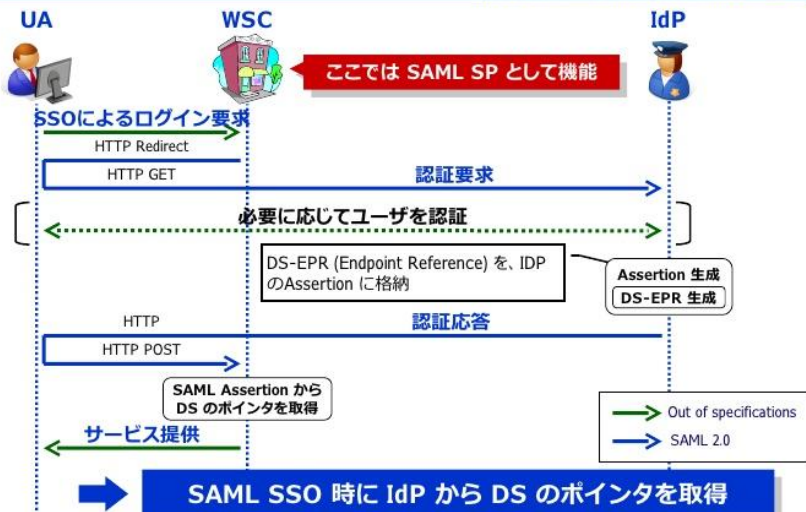 UA
WSC
IdP
ここでは SAML SP として機能
SSOによるログイン要求
HTTP Redirect
HTTP GET
認証要求
必要に応じてユーザを認証
DS-EPR (Endpoint Reference) を、IDP
のAssertion に格納
Assertion 生成
DS-EPR 生成
HTTP
認証応答
HTTP POST
SAML Assertion から
DS のポインタを取得
サービス提供
Out of specifications
SAML 2.0
SAML SSO 時に IdP から DS のポインタを取得